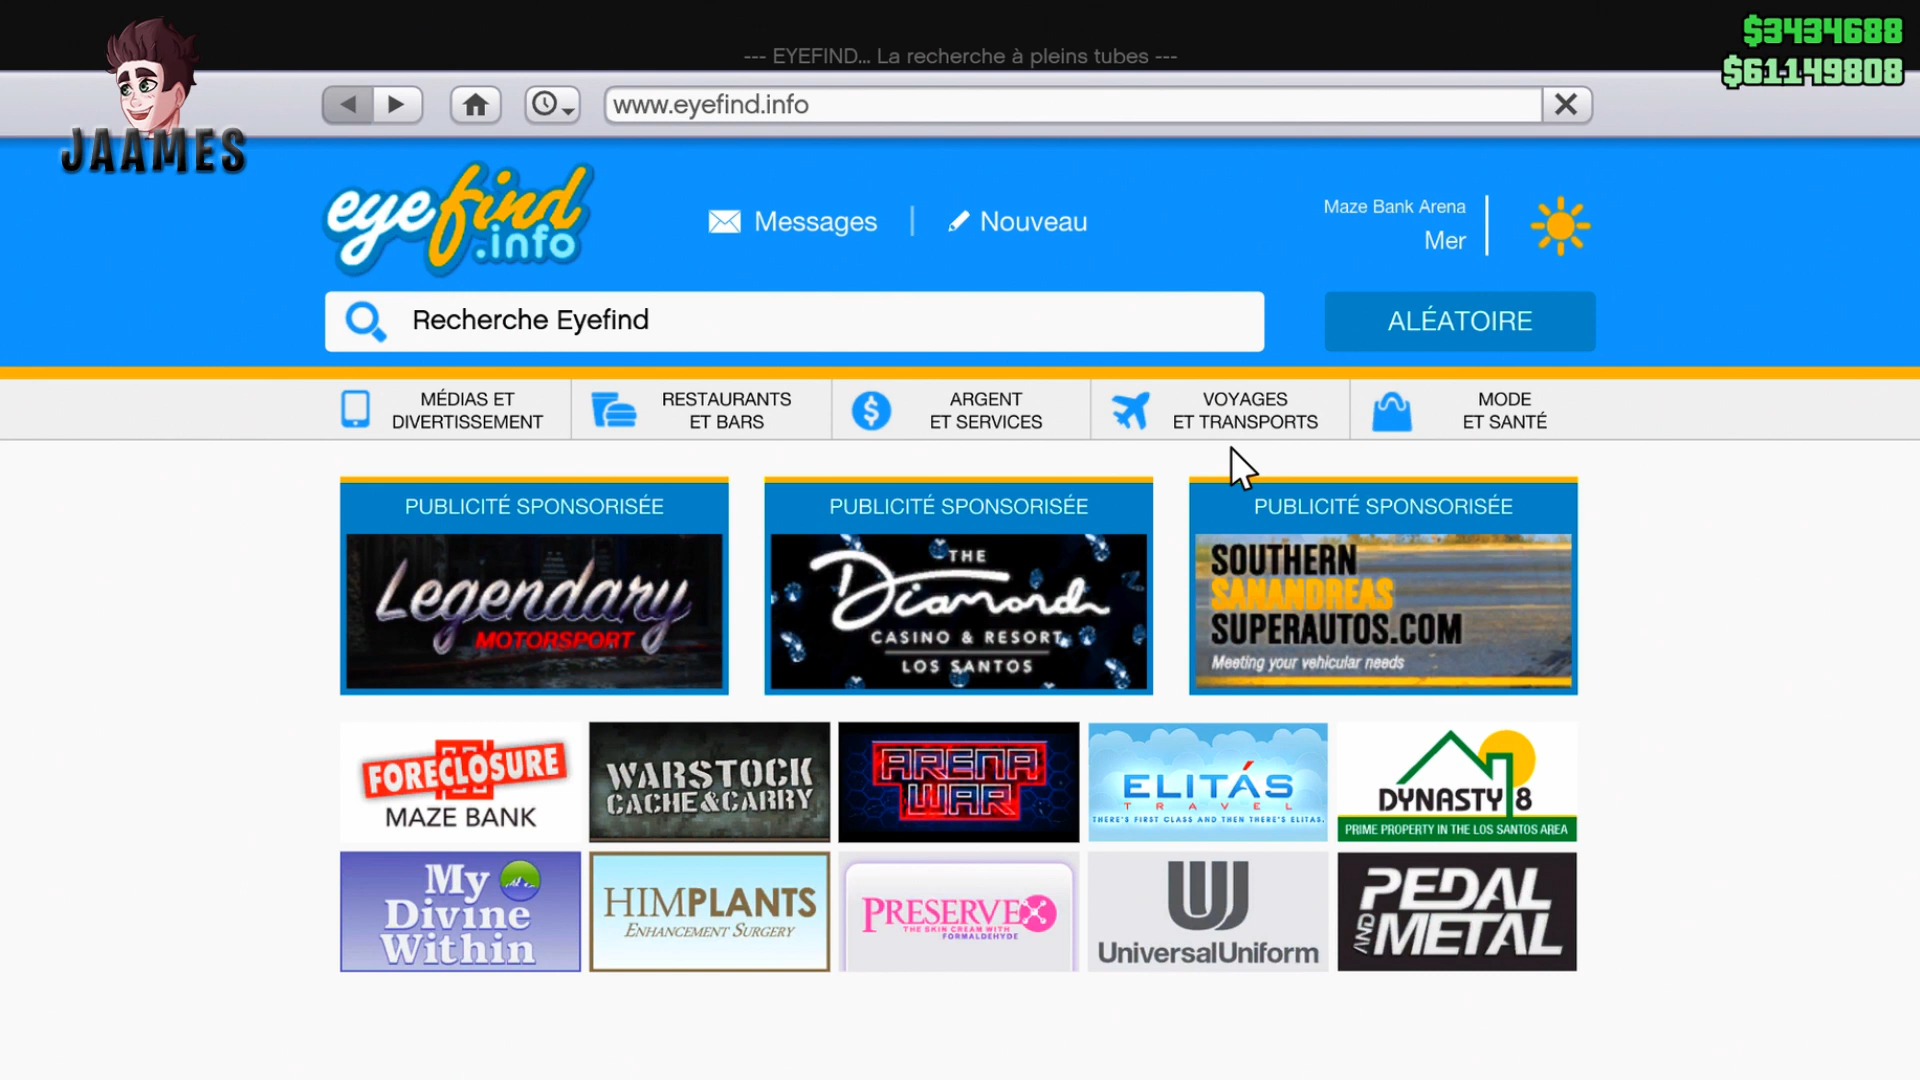 --- EYEFIND... La recherche à pleins tubes ---
$3434688
$61149808
JAAMES
www.eyefind.info
eyefind
.info
Messages
Nouveau
Maze Bank Arena
Mer
Recherche Eyefind
ALÉATOIRE
MÉDIAS ET
DIVERTISSEMENT
RESTAURANTS
ET BARS
ARGENT
ET SERVICES
VOYAGES
ET TRANSPORTS
MODE
ET SANTÉ
PUBLICITÉ SPONSORISÉE
Legendary
MOTORSPORT
PUBLICITÉ SPONSORISÉE
THE
Diamond
CASINO & RESORT
LOS SANTOS
PUBLICITÉ SPONSORISÉE
SOUTHERN
SANANDREAS
SUPERAUTOS.COM
Meeting your vehicular needs
FORECLOSURE
MAZE BANK
WARSTOCK
CACHE&CARRY
ARENA
WAR
ELITÁS
TRAVEL
THERE'S FIRST CLASS AND THEN THERE'S ELITAS.
DYNASTY 8
PRIME PROPERTY IN THE LOS SANTOS AREA
My
Divine
Within
HIMPLANTS
ENHANCEMENT SURGERY
PRESERVEX
THE SKIN CREAM WITH
FORMALDEHYDE
UU
UniversalUniform
PEDAL
AND METAL